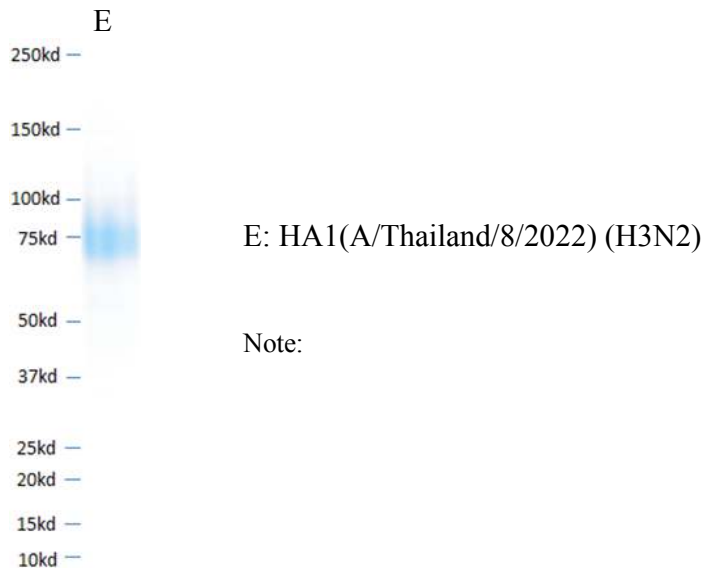 E
250kd
150kd
100kd
75kd
E: HA1(A/Thailand/8/2022) (H3N2)
50kd
Note:
37kd
25kd
20kd
15kd
10kd